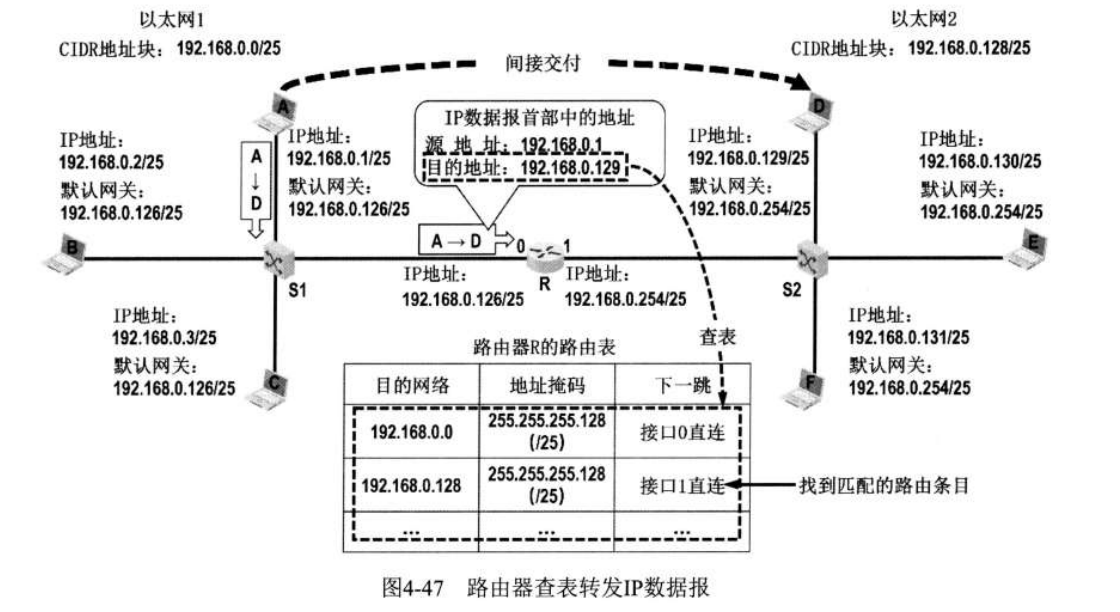 以太网1
CIDR地址块：192.168.0.0/25
以太网2
CIDR地址块：192.168.0.128/25
间接交付
A
D
IP数据报首部中的地址
源 地 址：192.168.0.1
目的地址：192.168.0.129
IP地址：
192.168.0.2/25
默认网关：
192.168.0.126/25
A
↓
D
IP地址：
192.168.0.1/25
默认网关：
192.168.0.126/25
IP地址：
192.168.0.129/25
默认网关：
192.168.0.254/25
IP地址：
192.168.0.130/25
默认网关：
192.168.0.254/25
B
S1
A→D
0
1
R
IP地址：
192.168.0.126/25
IP地址：
192.168.0.254/25
S2
E
IP地址：
192.168.0.3/25
默认网关：
192.168.0.126/25
C
IP地址：
192.168.0.131/25
默认网关：
192.168.0.254/25
F
查表
路由器R的路由表
目的网络 地址掩码 下一跳
192.168.0.0 255.255.255.128 (/25) 接口0直连
192.168.0.128 255.255.255.128 (/25) 接口1直连
… … …
找到匹配的路由条目
图4-47 路由器查表转发IP数据报